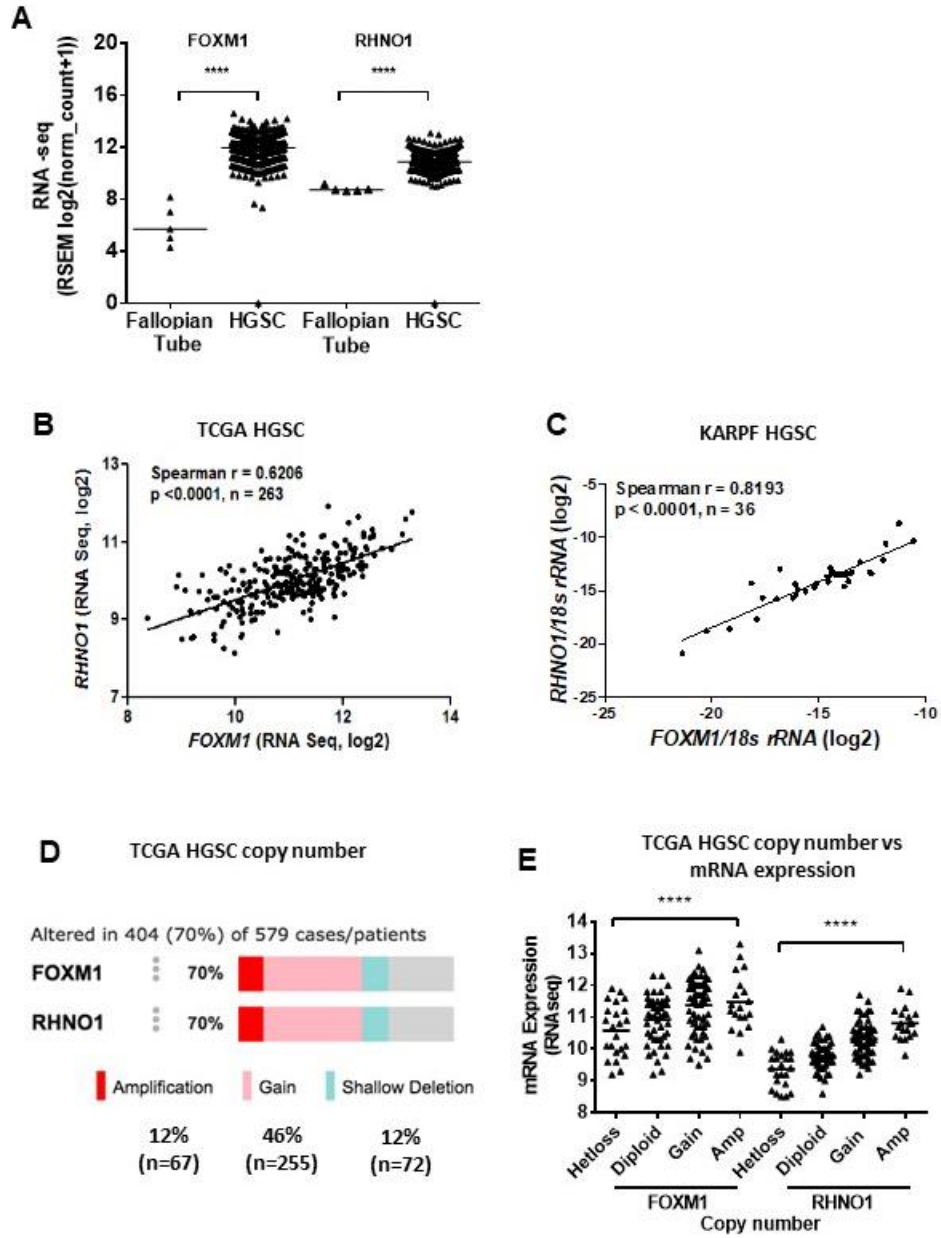 A
FOXM1
RHNO1
****
****
RNA -seq
(RSEM log2(norm_count+1))
20
16
12
8
4
0
Fallopian
Tube
HGSC
Fallopian
Tube
HGSC
B
TCGA HGSC
Spearman r = 0.6206
p <0.0001, n = 263
RHNO1 (RNA Seq, log2)
13
11
9
7
8
10
12
14
FOXM1 (RNA Seq, log2)
C
KARPF HGSC
Spearman r = 0.8193
p < 0.0001, n = 36
RHNO1/18s rRNA (log2)
-5
-10
-15
-20
-25
-25
-20
-15
-10
FOXM1/18s rRNA (log2)
D
TCGA HGSC copy number
Altered in 404 (70%) of 579 cases/patients
FOXM1 70%
RHNO1 70%
Amplification Gain Shallow Deletion
12% 46% 12%
(n=67) (n=255) (n=72)
E
TCGA HGSC copy number vs
mRNA expression
****
****
mRNA Expression
(RNAseq)
14
13
12
11
10
9
8
Hetloss
Diploid
Gain
Amp
Hetloss
Diploid
Gain
Amp
FOXM1
RHNO1
Copy number